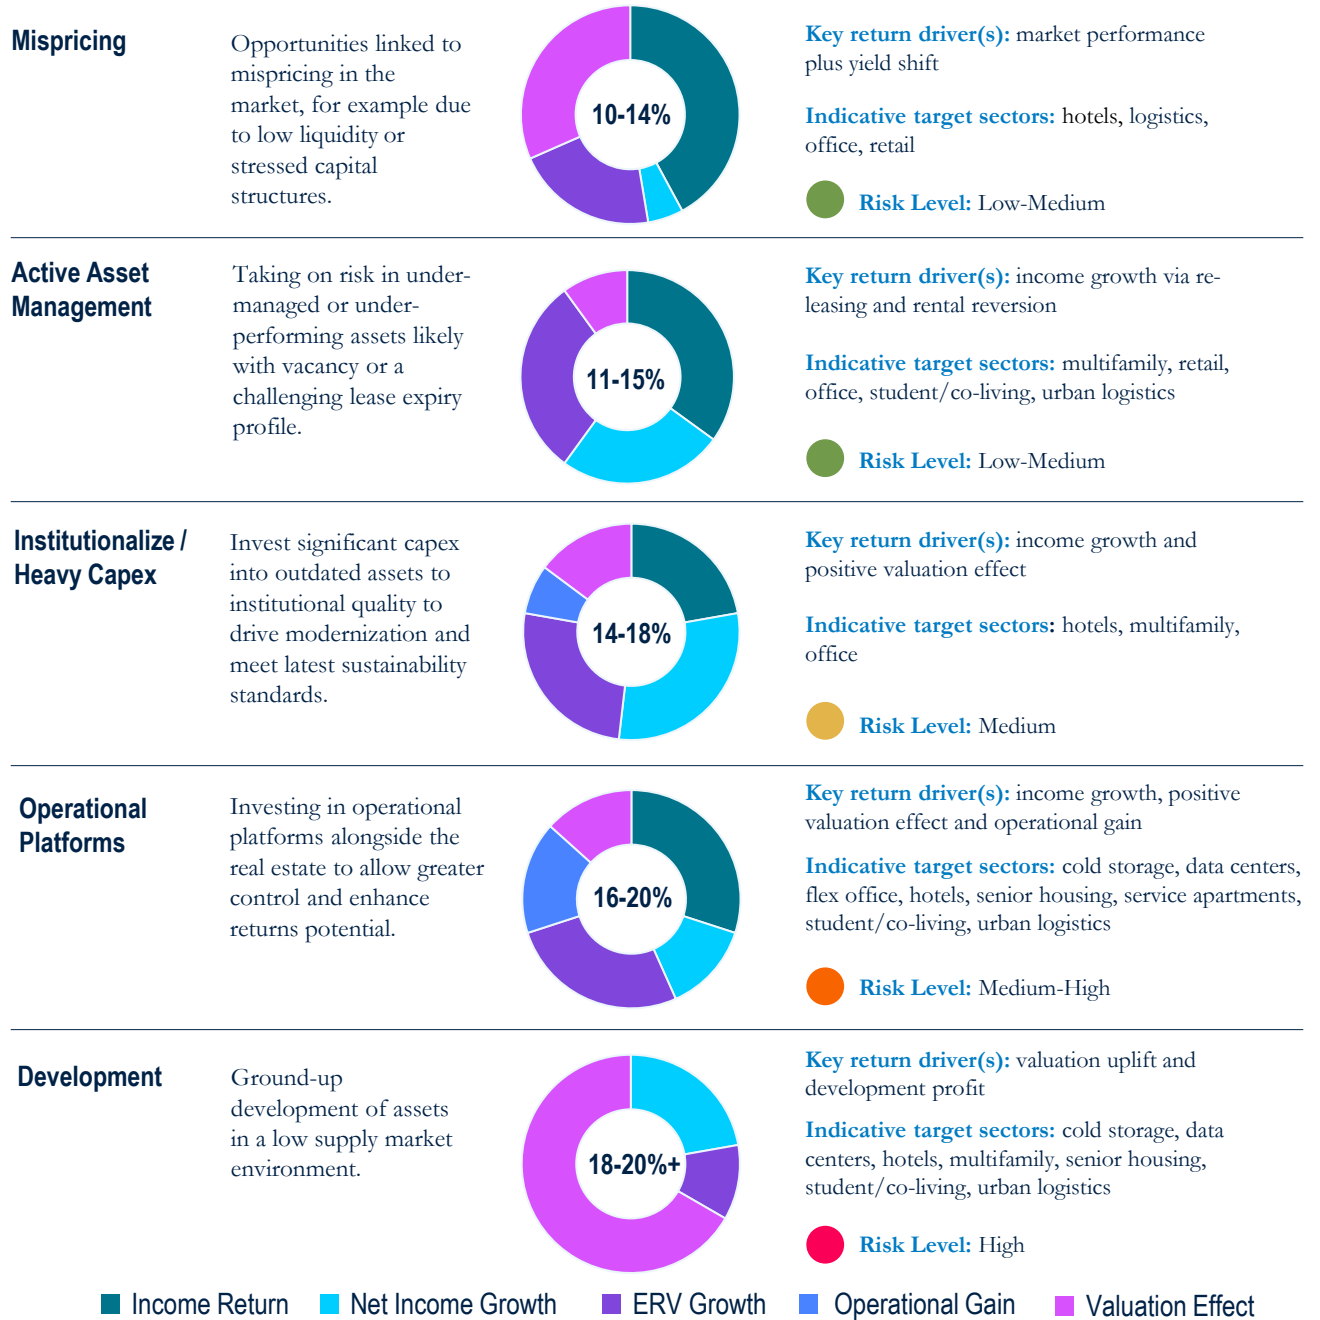 Mispricing
Opportunities linked to
mispricing in the
market, for example due
to low liquidity or
stressed capital
structures.
10-14%
Key return driver(s): market performance
plus yield shift
Indicative target sectors: hotels, logistics,
office, retail
Risk Level: Low-Medium
Active Asset
Management
Taking on risk in under-
managed or under-
performing assets likely
with vacancy or a
challenging lease expiry
profile.
11-15%
Key return driver(s): income growth via re-
leasing and rental reversion
Indicative target sectors: multifamily, retail,
office, student/co-living, urban logistics
Risk Level: Low-Medium
Institutionalize /
Heavy Capex
Invest significant capex
into outdated assets to
institutional quality to
drive modernization and
meet latest sustainability
standards.
14-18%
Key return driver(s): income growth and
positive valuation effect
Indicative target sectors: hotels, multifamily,
office
Risk Level: Medium
Operational
Platforms
Investing in operational
platforms alongside the
real estate to allow greater
control and enhance
returns potential.
16-20%
Key return driver(s): income growth, positive
valuation effect and operational gain
Indicative target sectors: cold storage, data centers,
flex office, hotels, senior housing, service apartments,
student/co-living, urban logistics
Risk Level: Medium-High
Development
Ground-up
development of assets
in a low supply market
environment.
18-20%+
Key return driver(s): valuation uplift and
development profit
Indicative target sectors: cold storage, data
centers, hotels, multifamily, senior housing,
student/co-living, urban logistics
Risk Level: High
Income Return Net Income Growth ERV Growth Operational Gain Valuation Effect